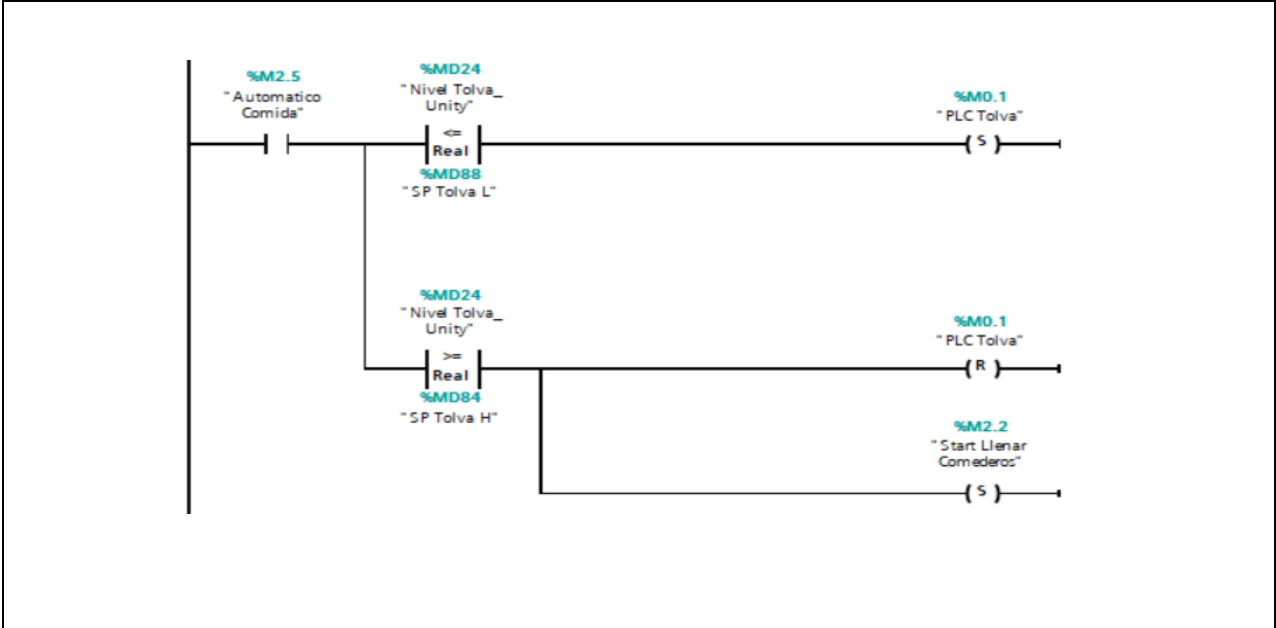 %M2.5
"Automatico
Comida"
%MD24
"Nivel Tolva_
Unity"
<=
Real
%MD88
"SP Tolva L"
%M0.1
"PLC Tolva"
S
%MD24
"Nivel Tolva_
Unity"
>=
Real
%MD84
"SP Tolva H"
%M0.1
"PLC Tolva"
R
%M2.2
"Start Llenar
Comederos"
S